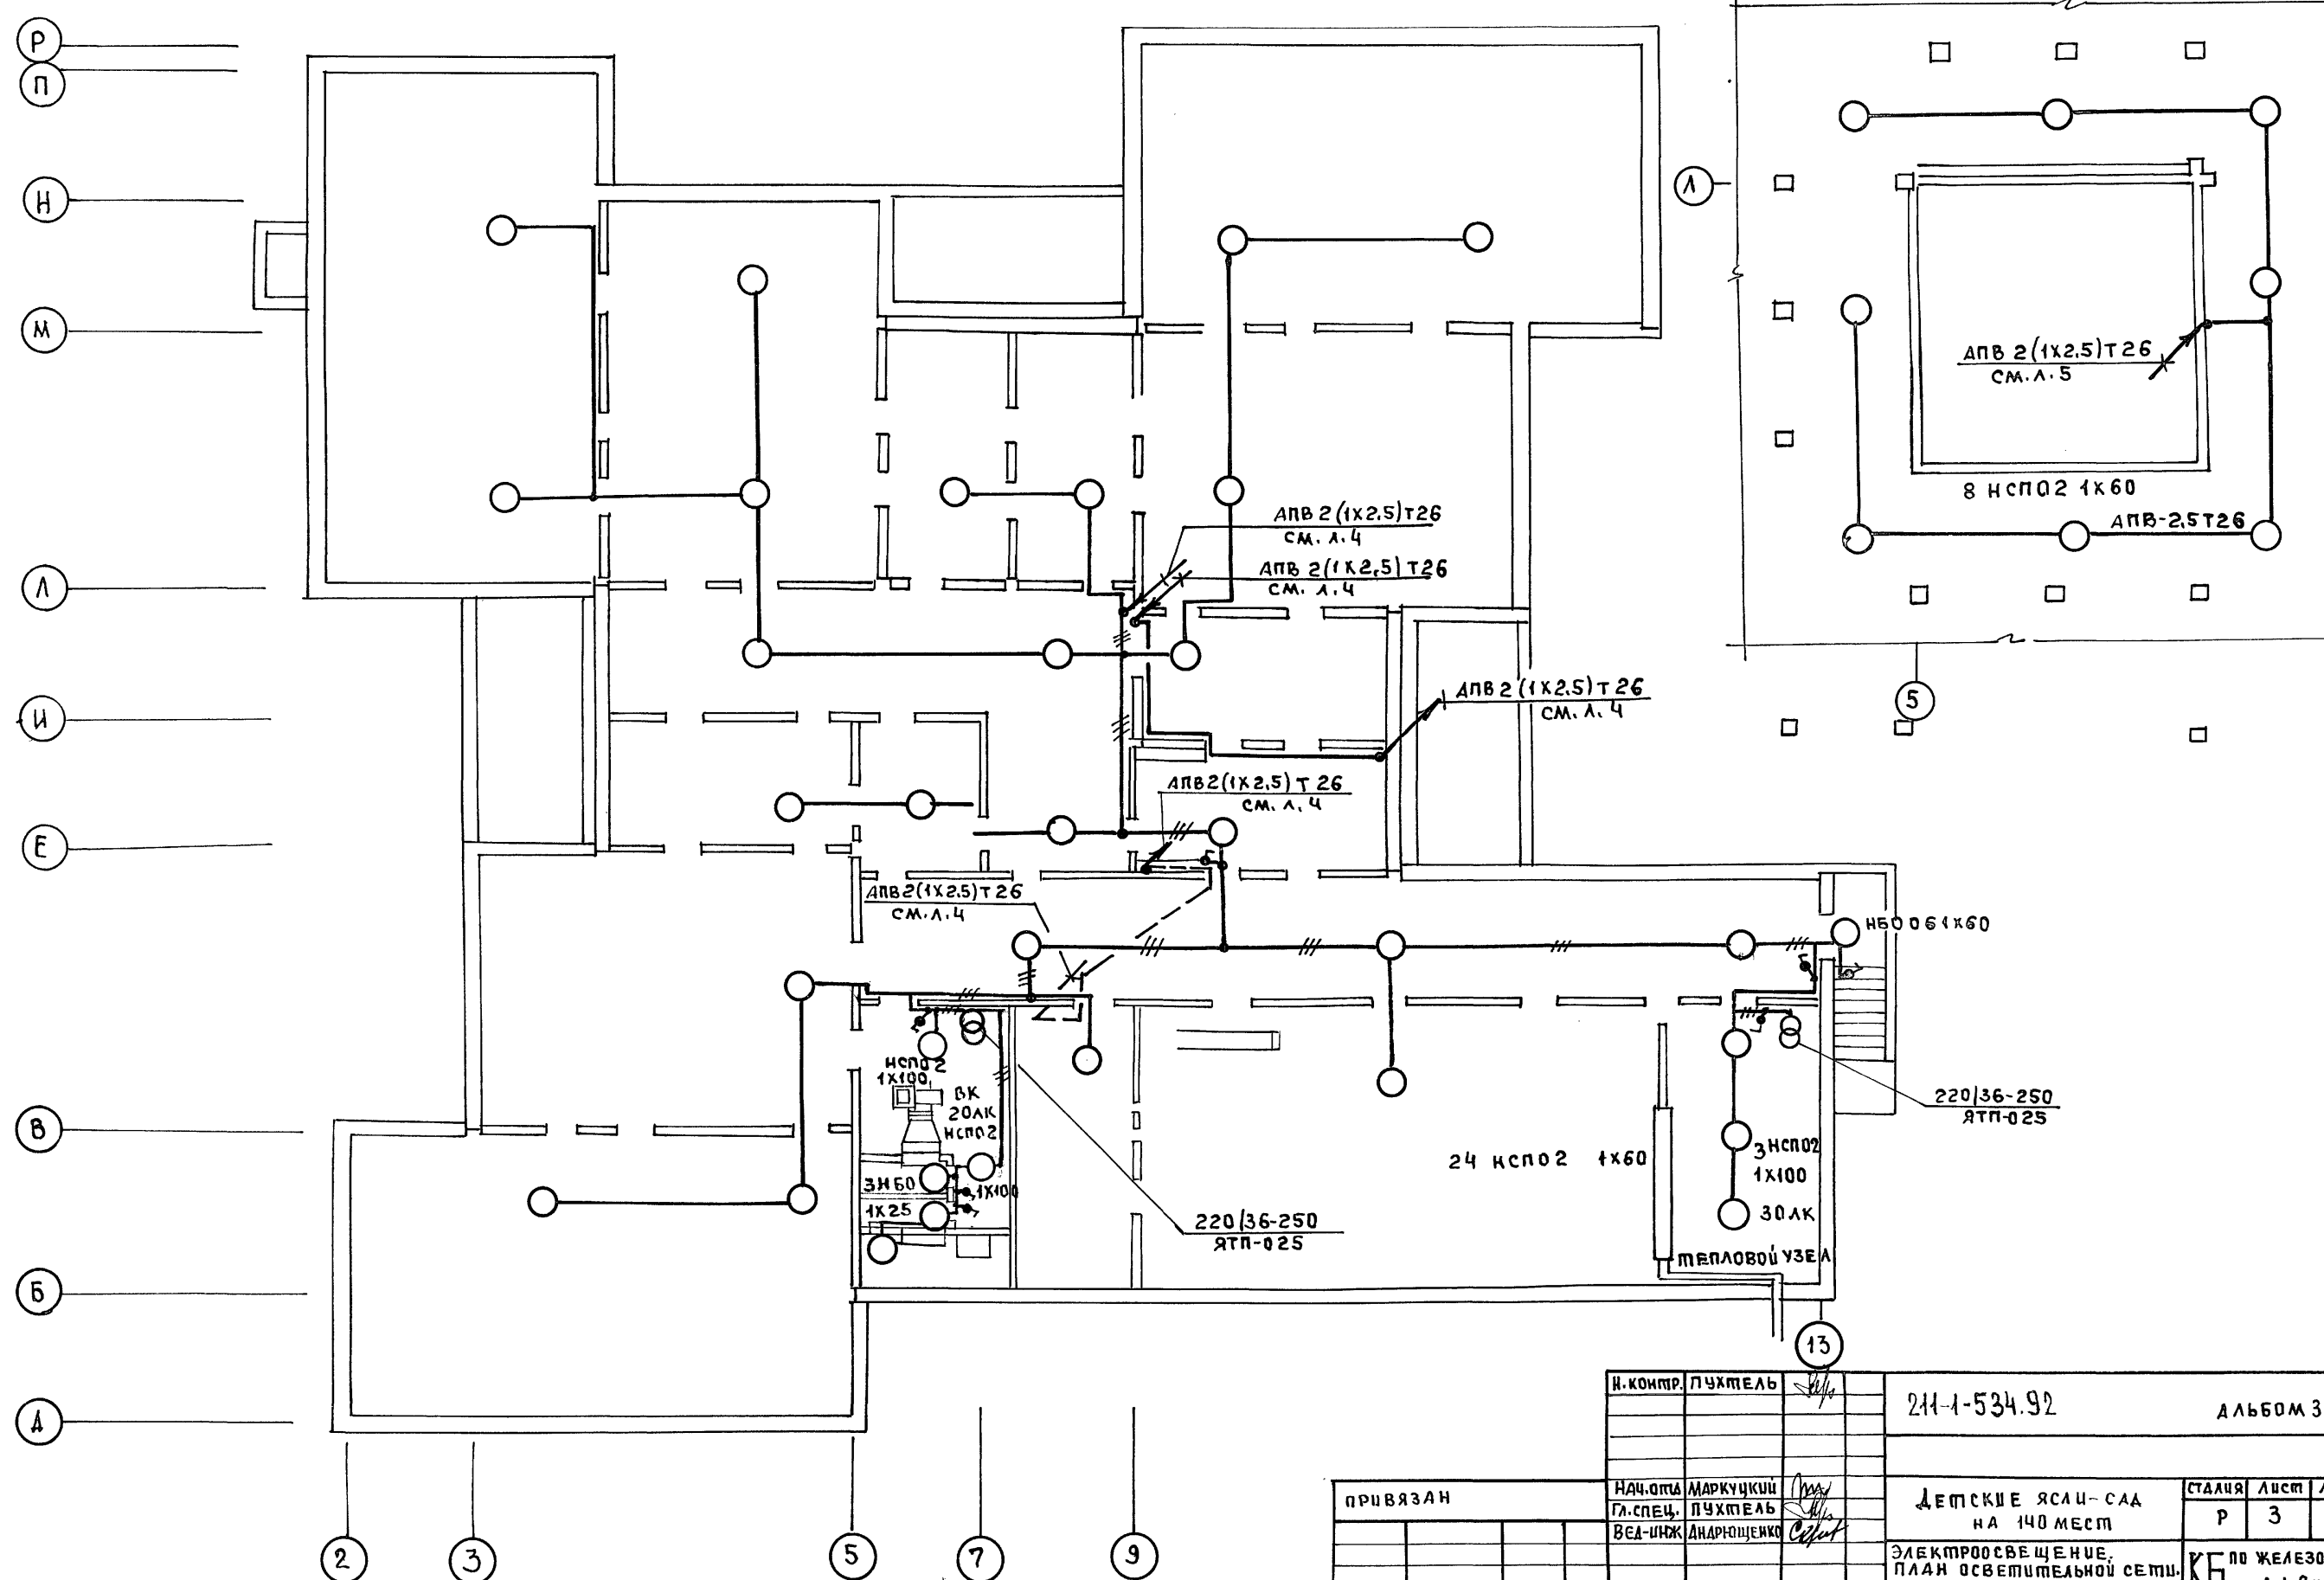 Р
П
Н
М
Л
И
Е
В
Б
А
2
3
5
7
9
13
Л
5
АПВ 2(1х2.5)Т26
см. л. 5
8 НСП02 1х60
АПВ-2,5Т26
АПВ 2(1х2,5)Т26
см. л. 4
АПВ 2(1х2,5)Т26
см. л. 4
АПВ 2(1х2.5)Т26
см. л. 4
АПВ2(1х2,5)Т26
см. л. 4
АПВ2(1х2.5)Т26
см. л. 4
НБ0061х60
НСП02
1х100
ВК
20ЛК
НСП02
3НБ0
1х100
1х25
220/36-250
ЯТП-025
24 НСП02 1х60
3НСП02
1х100
30ЛК
ТЕПЛОВОЙ УЗЕЛ
220/36-250
ЯТП-025
Н.КОНТР. ПУХТЕЛЬ
211-1-534.92 АЛЬБОМ 3
ПРИВЯЗАН
НАЧ.ОТД МАРКУЦКИЙ
ГЛ.СПЕЦ. ПУХТЕЛЬ
ВЕД-ИНЖ АНДРЮЩЕНКО
ДЕТСКИЕ ЯСЛИ-САД
НА 140 МЕСТ
СТАДИЯ ЛИСТ
Р 3
ЭЛЕКТРООСВЕЩЕНИЕ.
ПЛАН ОСВЕТИТЕЛЬНОЙ СЕТИ.
КБ ПО ЖЕЛЕЗО